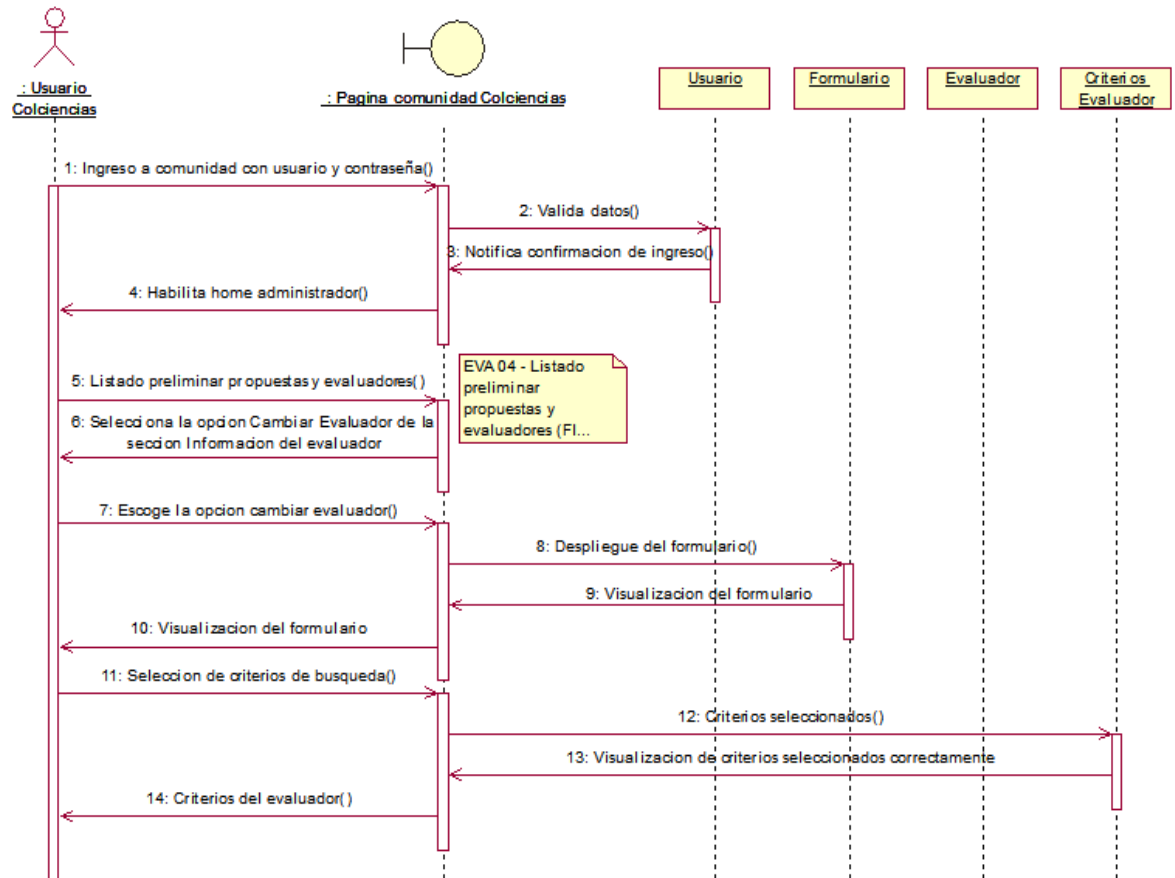 : Usuario
Colciencias
: Pagina comunidad Colciencias
Usuario
Formulario
Evaluador
Criterios
Evaluador
1: Ingreso a comunidad con usuario y contraseña()
2: Valida datos()
3: Notifica confirmacion de ingreso()
4: Habilita home administrador()
EVA 04 - Listado
preliminar
propuestas y
evaluadores (FI...
5: Listado preliminar propuestas y evaluadores()
6: Selecciona la opcion Cambiar Evaluador de la
seccion Informacion del evaluador
7: Escoge la opcion cambiar evaluador()
8: Despliegue del formulario()
9: Visualizacion del formulario
10: Visualizacion del formulario
11: Seleccion de criterios de busqueda()
12: Criterios seleccionados()
13: Visualizacion de criterios seleccionados correctamente
14: Criterios del evaluador()